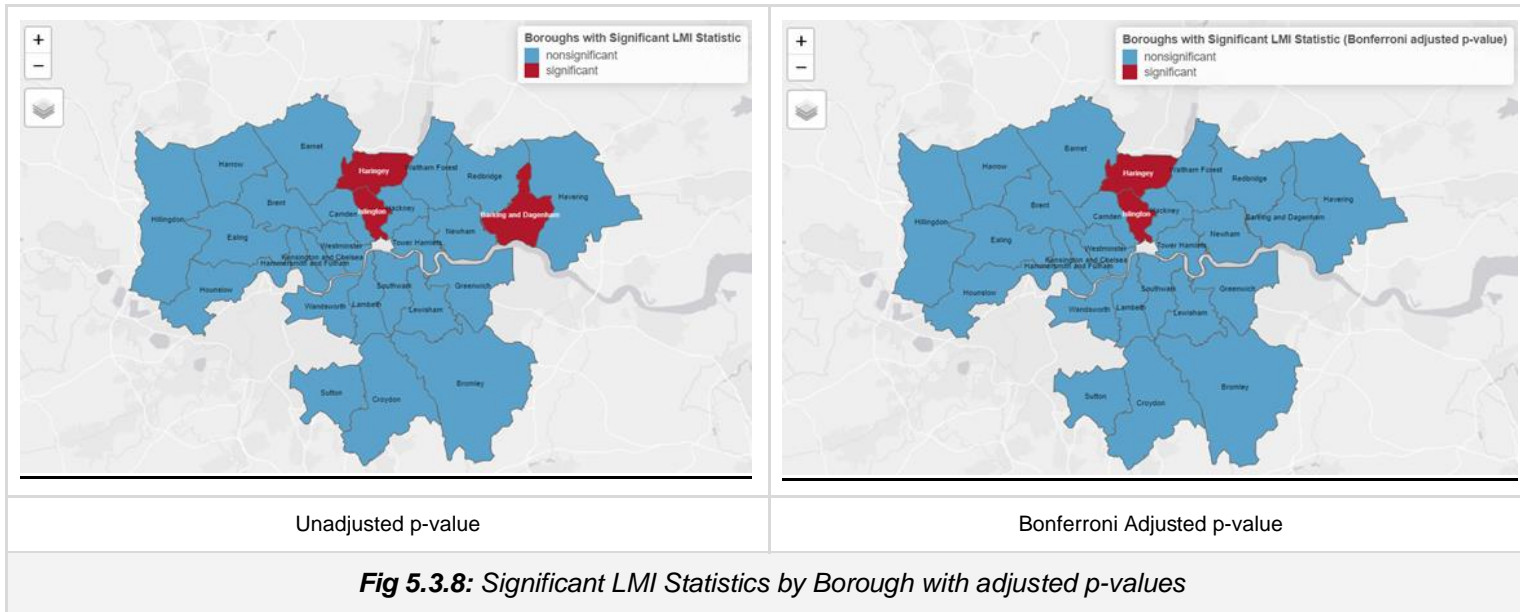 +
−
Boroughs with Significant LMI Statistic
nonsignificant
significant
Barnet
Harrow
Haringey
Waltham Forest
Redbridge
Havering
Brent
Islington
Hackney
Barking and Dagenham
Hillingdon
Camden
Ealing
Newham
Westminster
Tower Hamlets
Kensington and Chelsea
Hammersmith and Fulham
Hounslow
Southwark
Greenwich
Wandsworth
Lambeth
Lewisham
Sutton
Croydon
Bromley
+
−
Boroughs with Significant LMI Statistic (Bonferroni adjusted p-value)
nonsignificant
significant
Barnet
Harrow
Haringey
Waltham Forest
Redbridge
Havering
Brent
Islington
Hackney
Barking and Dagenham
Hillingdon
Camden
Ealing
Newham
Westminster
Tower Hamlets
Kensington and Chelsea
Hammersmith and Fulham
Hounslow
Southwark
Greenwich
Wandsworth
Lambeth
Lewisham
Sutton
Croydon
Bromley
Unadjusted p-value
Bonferroni Adjusted p-value
Fig 5.3.8: Significant LMI Statistics by Borough with adjusted p-values